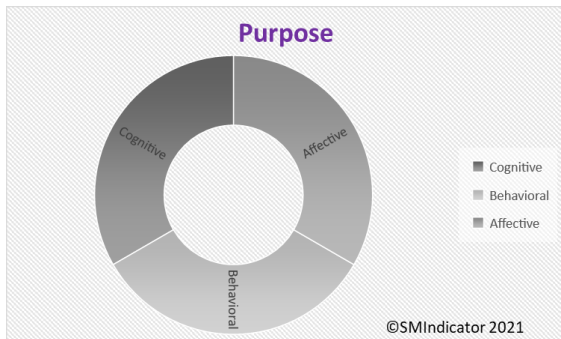 Purpose
Cognitive
Affective
Behavioral
Cognitive
Behavioral
Affective
©SMIndicator 2021